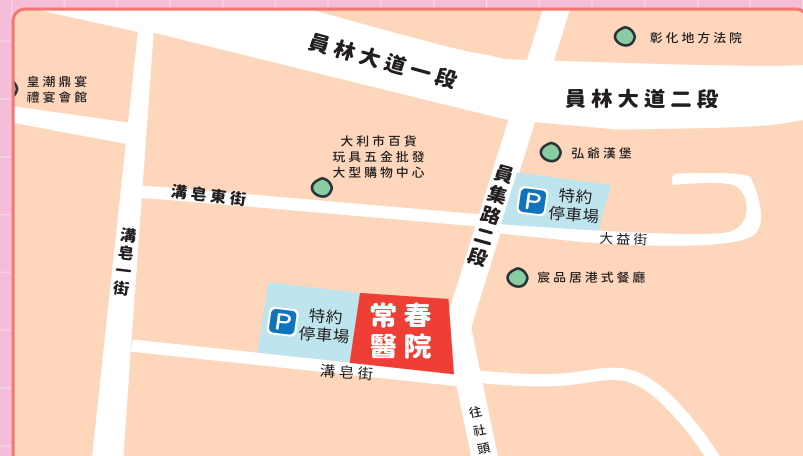 彰化地方法院
員林大道一段
皇潮鼎宴
禮宴會館
員林大道二段
大利市百貨
玩具五金批發
大型購物中心
弘爺漢堡
溝皂東街
員集路二段
P
特約
停車場
大益街
溝皂一街
宸品居港式餐廳
P
特約
停車場
常春
醫院
溝皂街
往社頭